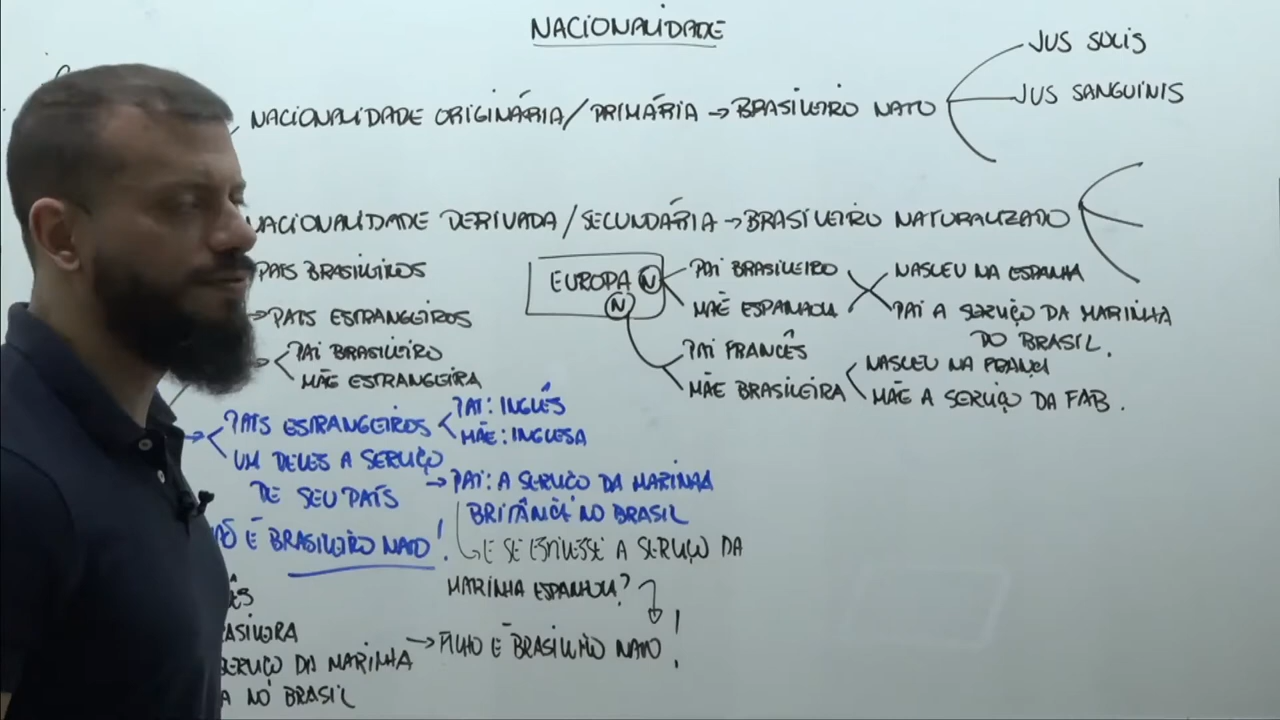 NACIONALIDADE
JUS SOLIS
JUS SANGUINIS
NACIONALIDADE ORIGINÁRIA/PRIMÁRIA → BRASILEIRO NATO
NACIONALIDADE DERIVADA/SECUNDÁRIA → BRASILEIRO NATURALIZADO
PAIS BRASILEIROS
→ PAIS ESTRANGEIROS
PAI BRASILEIRO
MÃE ESTRANGEIRA
EUROPA N
N
PAI BRASILEIRO
MÃE ESPANHOLA
NASCEU NA ESPANHA
PAI A SERVIÇO DA MARINHA
DO BRASIL.
PAI FRANCÊS
MÃE BRASILEIRA
NASCEU NA FRANÇA
MÃE A SERVIÇO DA FAB.
PAIS ESTRANGEIROS
UM DELES A SERVIÇO
DE SEU PAÍS
PAI: INGLÊS
MÃE: INGLESA
→ PAI: A SERVIÇO DA MARINHA
BRITÂNICA NO BRASIL
É BRASILEIRO NATO!
→ E SE ESTIVESSE A SERVIÇO DA
MARINHA ESPANHOLA?
→ FILHO É BRASILEIRO NATO!
SERVIÇO DA MARINHA
NO BRASIL